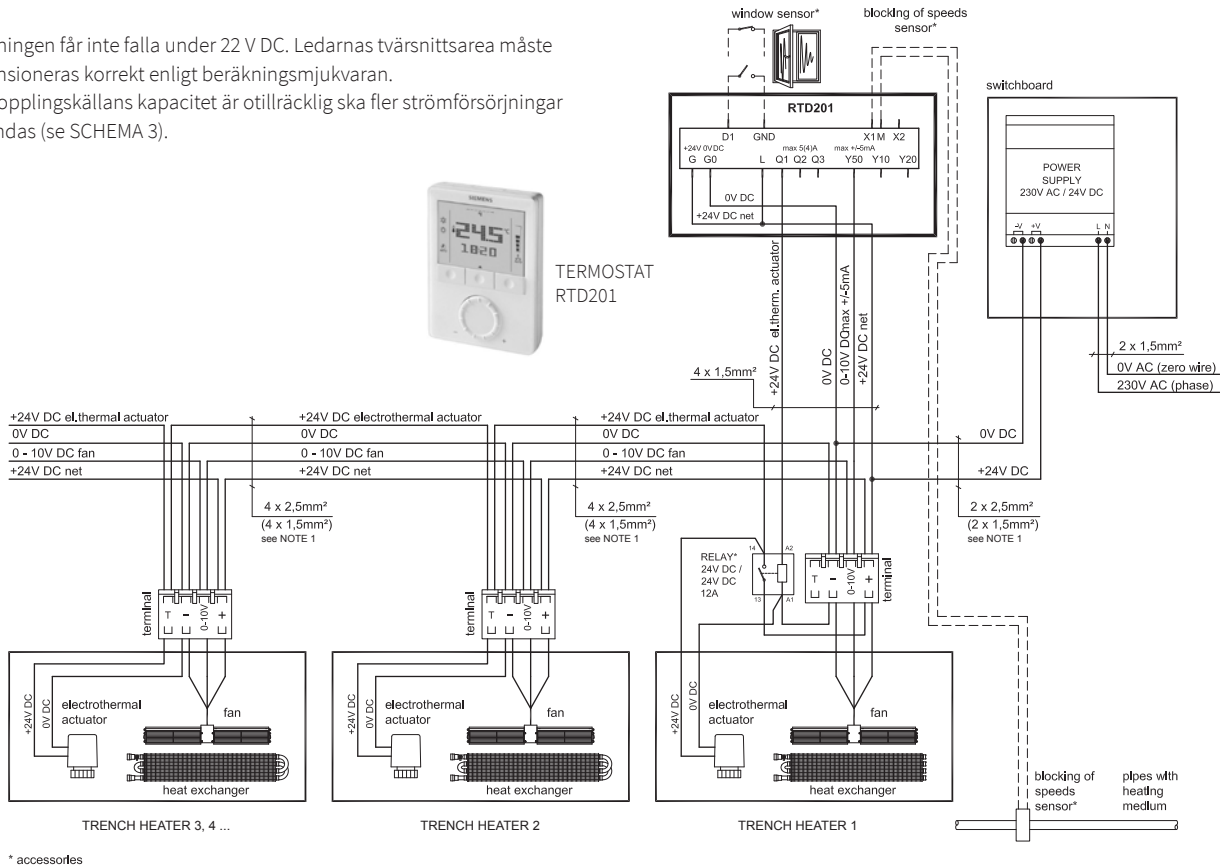 ningen får inte falla under 22 V DC. Ledarnas tvärsnittsarea måste
nsioneras korrekt enligt beräkningsmjukvaran.
opplingskällans kapacitet är otillräcklig ska fler strömförsörjningar
ndas (se SCHEMA 3).
window sensor*
blocking of speeds
sensor*
switchboard
RTD201
D1 GND X1 M X2
+24V 0VDC max 5(4)A max +/-5mA
G G0 L Q1 Q2 Q3 Y50 Y10 Y20
0V DC
+24V DC net
POWER
SUPPLY
230V AC / 24V DC
-V +V L N
SIEMENS
24.5 °C
1820
TERMOSTAT
RTD201
+24V DC el.therm. actuator
0V DC
0-10V DCmax +/-5mA
+24V DC net
4 x 1,5mm²
2 x 1,5mm²
0V AC (zero wire)
230V AC (phase)
+24V DC el.thermal actuator
0V DC
0 - 10V DC fan
+24V DC net
+24V DC electrothermal actuator
0V DC
0 - 10V DC fan
+24V DC net
+24V DC el.thermal actuator
0V DC
0 - 10V DC fan
+24V DC net
0V DC
+24V DC
4 x 2,5mm²
(4 x 1,5mm²)
see NOTE 1
4 x 2,5mm²
(4 x 1,5mm²)
see NOTE 1
2 x 2,5mm²
(2 x 1,5mm²)
see NOTE 1
RELAY*
24V DC /
24V DC
12A
14 A2
13 A1
terminal
T - 0-10V +
terminal
T - 0-10V +
T - 0-10V +
terminal
+24V DC
0V DC
electrothermal
actuator
fan
heat exchanger
+24V DC
0V DC
electrothermal
actuator
fan
heat exchanger
+24V DC
0V DC
electrothermal
actuator
fan
heat exchanger
blocking of
speeds
sensor*
pipes with
heating
medium
TRENCH HEATER 3, 4 ...
TRENCH HEATER 2
TRENCH HEATER 1
* accessories